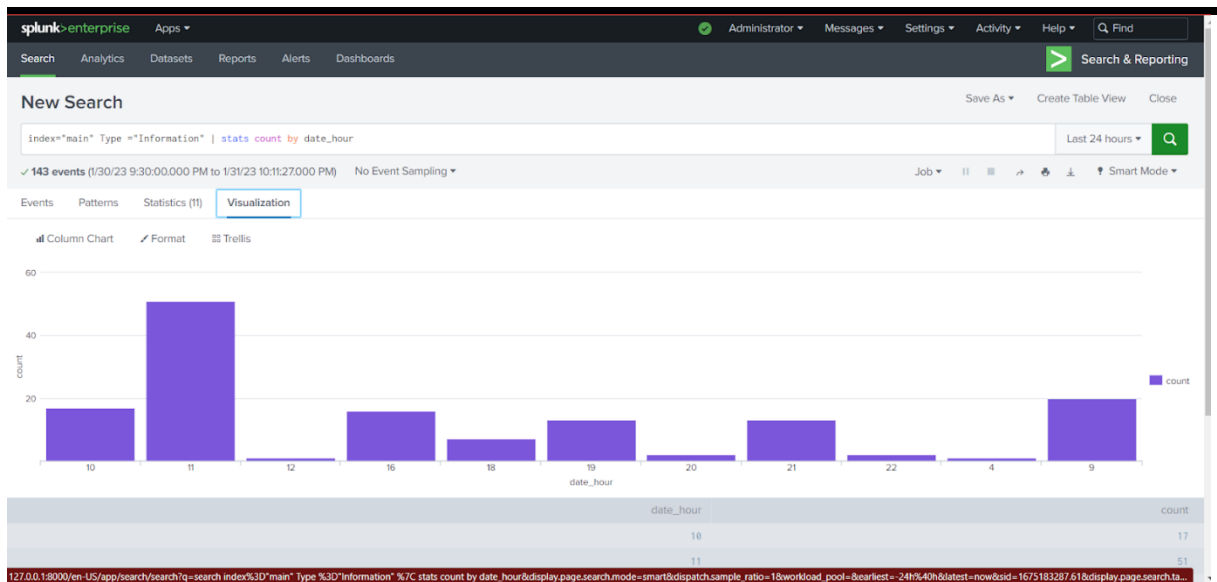 splunk>enterprise Apps Administrator Messages Settings Activity Help Find
Search Analytics Datasets Reports Alerts Dashboards Search & Reporting
New Search Save As Create Table View Close
index="main" Type ="Information" | stats count by date_hour Last 24 hours
143 events (1/30/23 9:30:00.000 PM to 1/31/23 10:11:27.000 PM) No Event Sampling Job Smart Mode
Events Patterns Statistics (11) Visualization
Column Chart Format Trellis
60
40
count
20
count
10 11 12 16 18 19 20 21 22 4 9
date_hour
date_hour count
10 17
11 51
127.0.0.1:8000/en-US/app/search/search?q=search index%3D"main" Type %3D"Information" %7C stats count by date_hour&display.page.search.mode=smart&dispatch.sample_ratio=1&workload_pool=&earliest=-24h%40h&latest=now&sid=1675183287.61&display.page.search.ta...